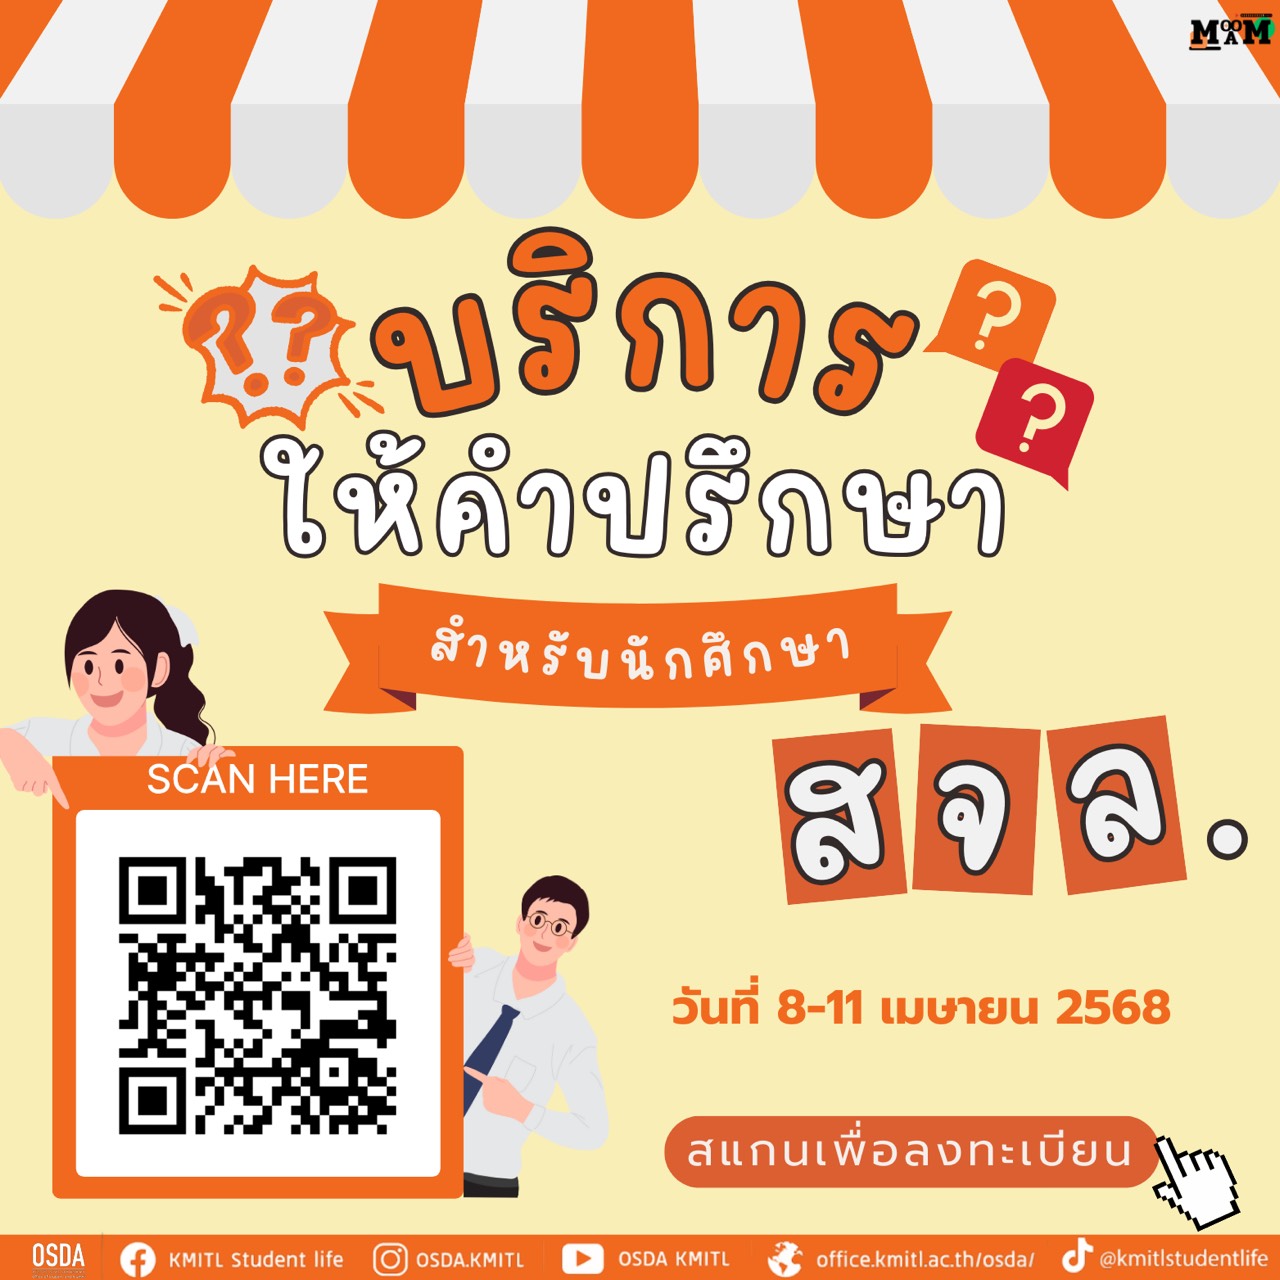 MOOAM
บริการ
ให้คำปรึกษา
สำหรับนักศึกษา
สจล.
SCAN HERE
วันที่ 8-11 เมษายน 2568
สแกนเพื่อลงทะเบียน
OSDA KMITL Student life OSDA.KMITL OSDA KMITL office.kmitl.ac.th/osda/ @kmitlstudentlife